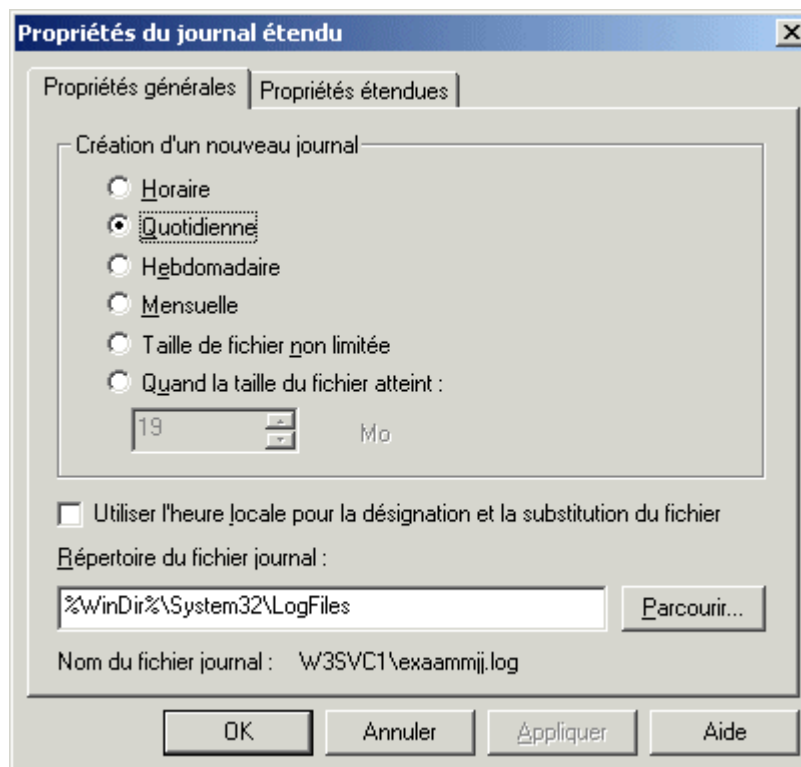 Propriétés du journal étendu
Propriétés générales
Propriétés étendues
Création d'un nouveau journal
Horaire
Quotidienne
Hebdomadaire
Mensuelle
Taille de fichier non limitée
Quand la taille du fichier atteint :
19 Mo
Utiliser l'heure locale pour la désignation et la substitution du fichier
Répertoire du fichier journal :
%WinDir%\System32\LogFiles Parcourir...
Nom du fichier journal : W3SVC1\exaammjj.log
OK Annuler Appliquer Aide